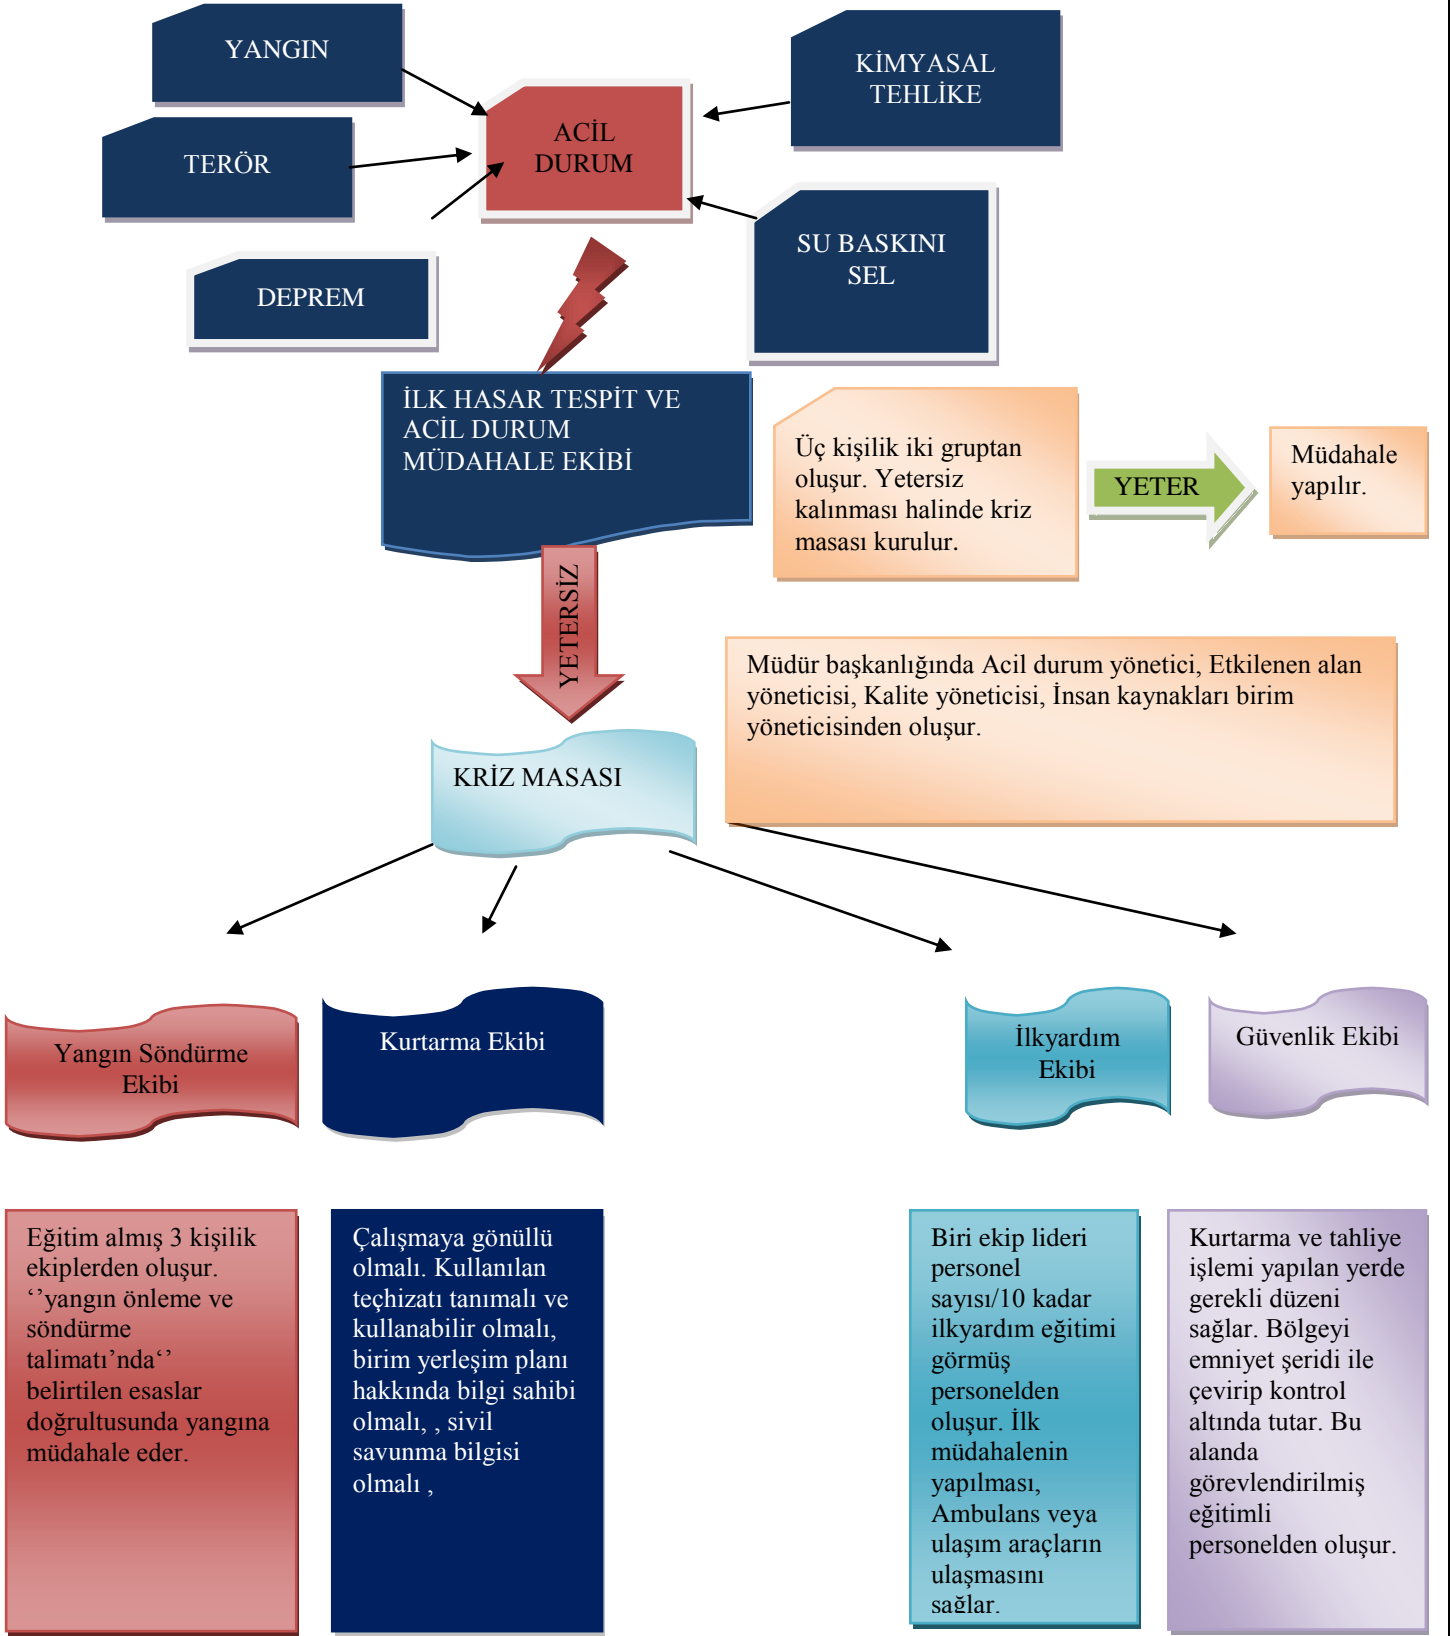 YANGIN
KİMYASAL
TEHLİKE
ACİL
DURUM
TERÖR
SU BASKINI
SEL
DEPREM
İLK HASAR TESPİT VE
ACİL DURUM
MÜDAHALE EKİBİ
Üç kişilik iki gruptan
oluşur. Yetersiz
kalınması halinde kriz
masası kurulur.
YETER
Müdahale
yapılır.
YETERSİZ
Müdür başkanlığında Acil durum yönetici, Etkilenen alan
yöneticisi, Kalite yöneticisi, İnsan kaynakları birim
yöneticisinden oluşur.
KRİZ MASASI
Yangın Söndürme
Ekibi
Kurtarma Ekibi
İlkyardım
Ekibi
Güvenlik Ekibi
Eğitim almış 3 kişilik
ekiplerden oluşur.
‘’yangın önleme ve
söndürme
talimatı’nda‘’
belirtilen esaslar
doğrultusunda yangına
müdahale eder.
Çalışmaya gönüllü
olmalı. Kullanılan
teçhizatı tanımalı ve
kullanabilir olmalı,
birim yerleşim planı
hakkında bilgi sahibi
olmalı, , sivil
savunma bilgisi
olmalı ,
Biri ekip lideri
personel
sayısı/10 kadar
ilkyardım eğitimi
görmüş
personelden
oluşur. İlk
müdahalenin
yapılması,
Ambulans veya
ulaşım araçların
ulaşmasını
sağlar.
Kurtarma ve tahliye
işlemi yapılan yerde
gerekli düzeni
sağlar. Bölgeyi
emniyet şeridi ile
çevirip kontrol
altında tutar. Bu
alanda
görevlendirilmiş
eğitimli
personelden oluşur.